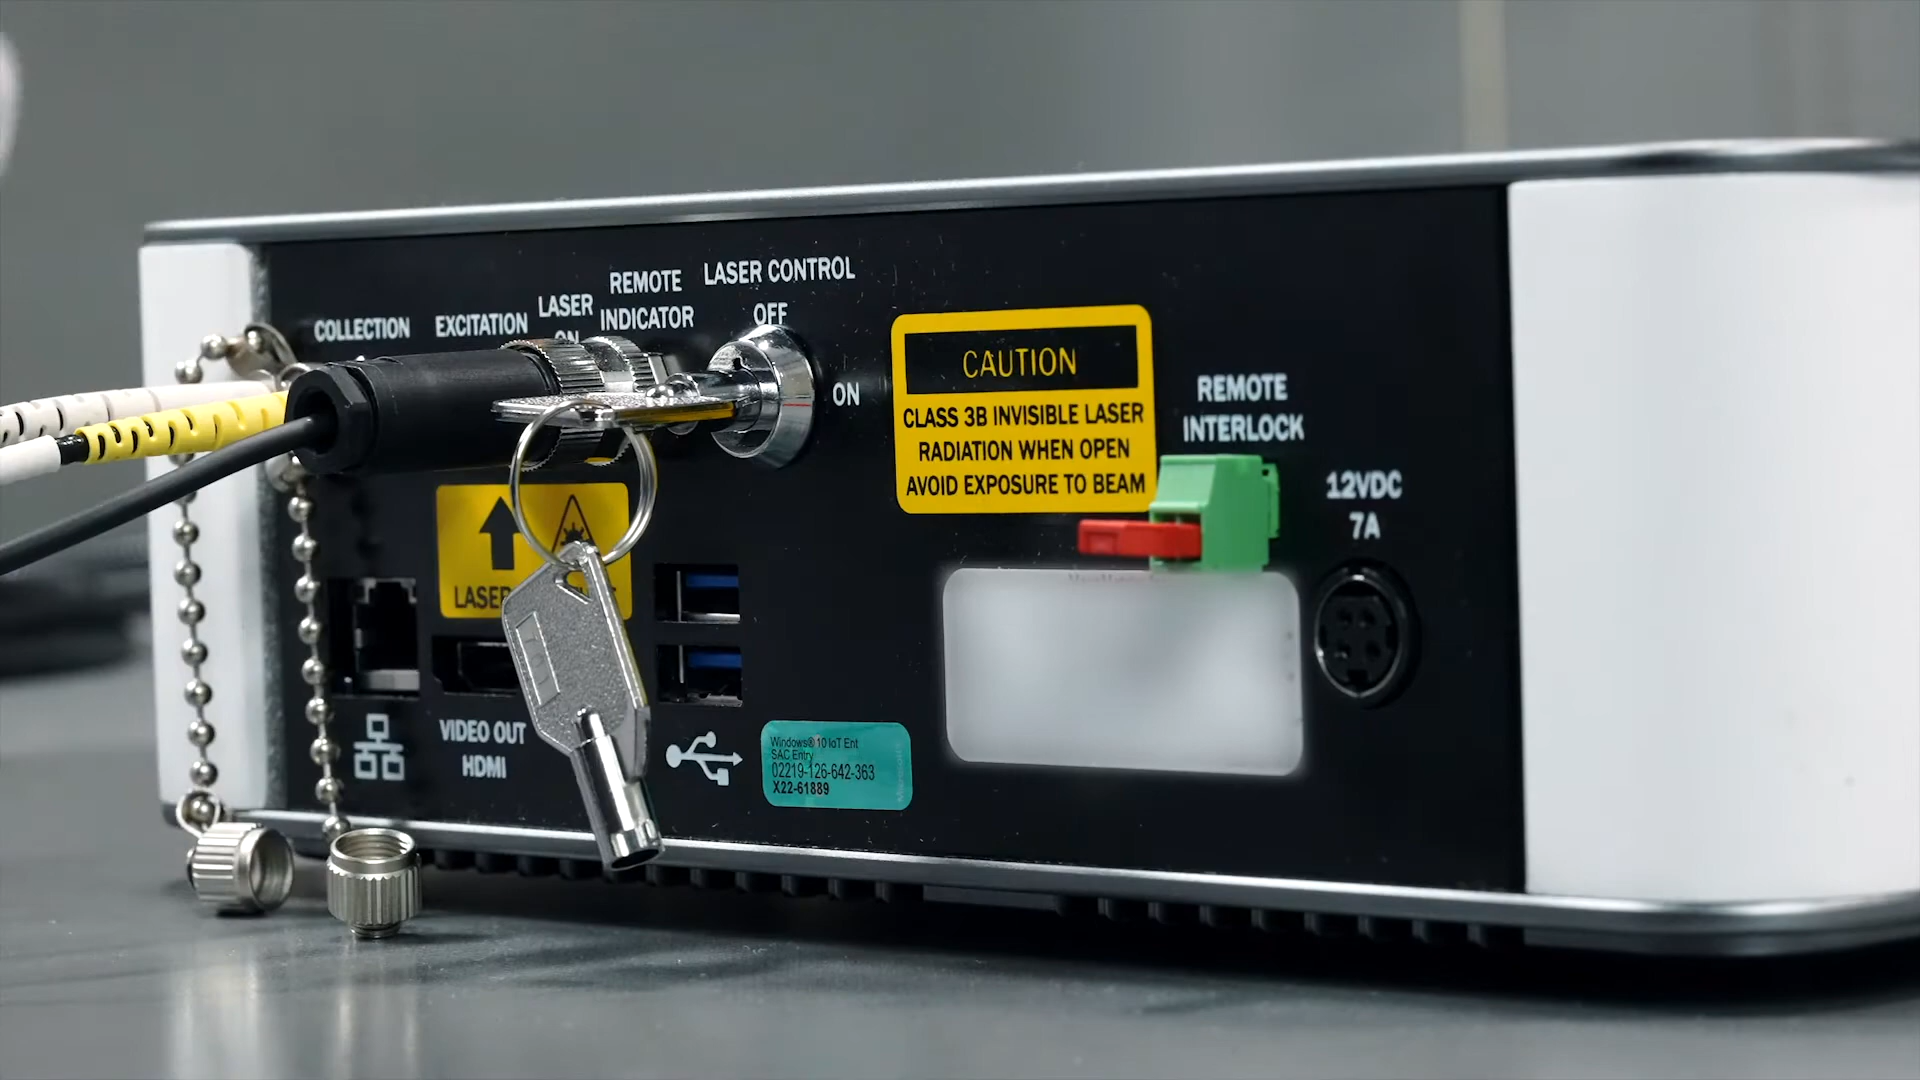 COLLECTION
EXCITATION
LASER
ON
REMOTE
INDICATOR
LASER CONTROL
OFF
ON
CAUTION
CLASS 3B INVISIBLE LASER
RADIATION WHEN OPEN
AVOID EXPOSURE TO BEAM
REMOTE
INTERLOCK
12VDC
7A
LASER
VIDEO OUT
HDMI
Windows® 10 IoT Ent
SAC Entry
02219-126-642-363
X22-61889